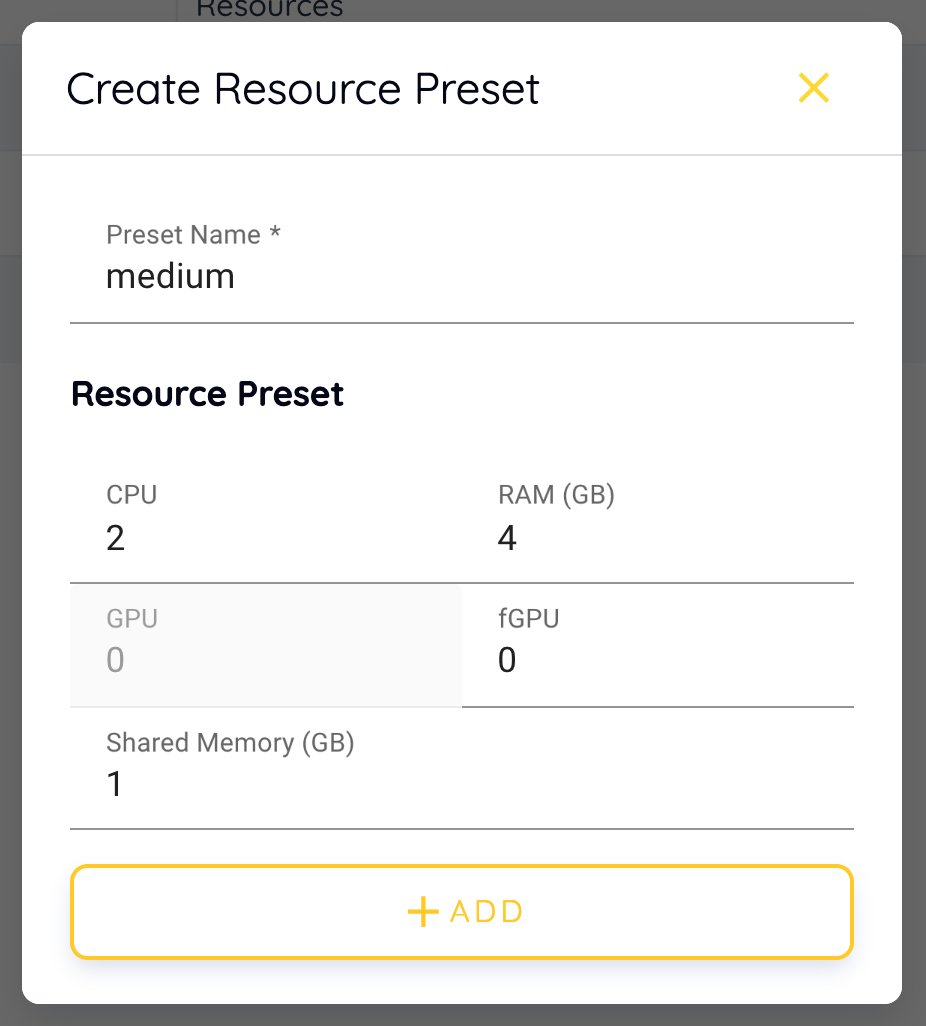 Resources
Create Resource Preset
Preset Name *
medium
Resource Preset
CPU
RAM (GB)
2
4
GPU
fGPU
0
0
Shared Memory (GB)
1
ADD